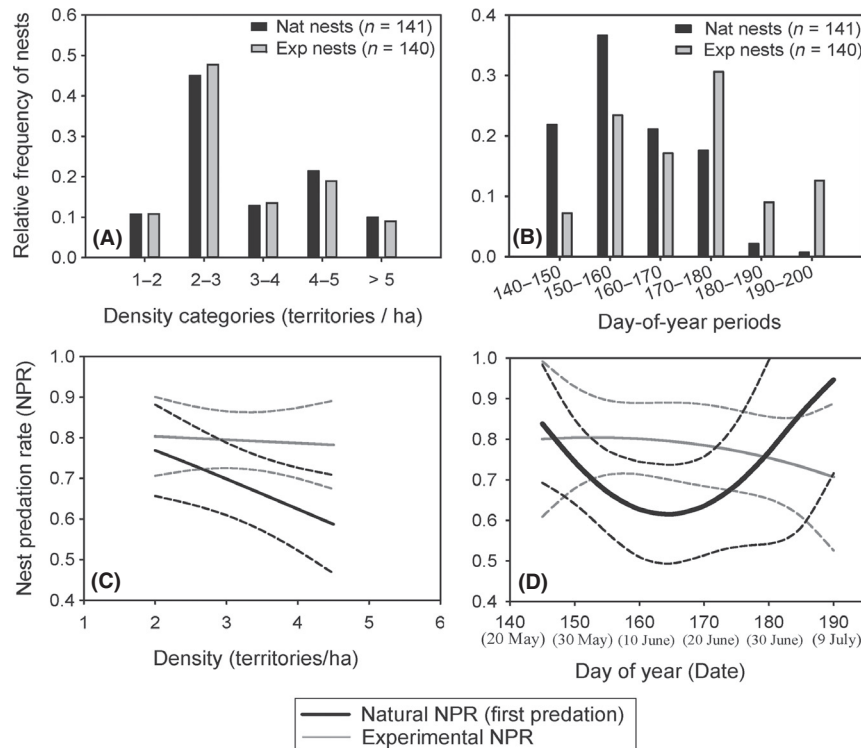 0.6
0.5
0.4
0.3
0.2
0.1
0.0
Relative frequency of nests
Nat nests (n = 141)
Exp nests (n = 140)
(A)
1–2
2–3
3–4
4–5
> 5
Density categories (territories / ha)
0.4
0.3
0.2
0.1
0.0
Nat nests (n = 141)
Exp nests (n = 140)
(B)
140–150
150–160
160–170
170–180
180–190
190–200
Day-of-year periods
1.0
0.9
0.8
0.7
0.6
0.5
0.4
Nest predation rate (NPR)
(C)
1
2
3
4
5
6
Density (territories/ha)
1.0
0.9
0.8
0.7
0.6
0.5
0.4
(D)
140
150
160
170
180
190
(20 May)
(30 May)
(10 June)
(20 June)
(30 June)
(9 July)
Day of year (Date)
Natural NPR (first predation)
Experimental NPR